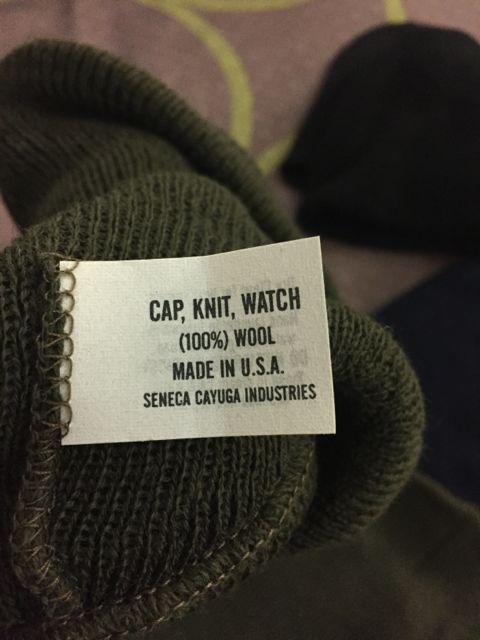 CAP, KNIT, WATCH
(100%) WOOL
MADE IN U.S.A.
SENECA CAYUGA INDUSTRIES